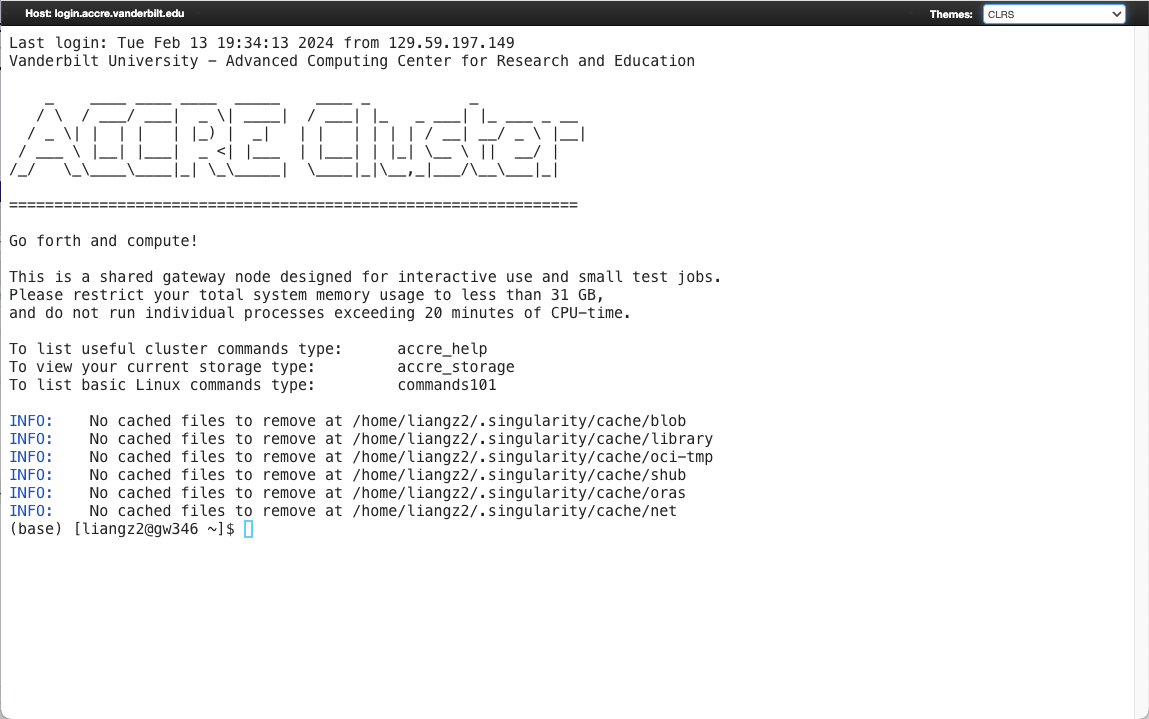 Host: login.accre.vanderbilt.edu
Themes: CLRS
Last login: Tue Feb 13 19:34:13 2024 from 129.59.197.149
Vanderbilt University - Advanced Computing Center for Research and Education
ACCRE Cluster
===============================================================
Go forth and compute!
This is a shared gateway node designed for interactive use and small test jobs.
Please restrict your total system memory usage to less than 31 GB,
and do not run individual processes exceeding 20 minutes of CPU-time.
To list useful cluster commands type: accre_help
To view your current storage type: accre_storage
To list basic Linux commands type: commands101
INFO: No cached files to remove at /home/liangz2/.singularity/cache/blob
INFO: No cached files to remove at /home/liangz2/.singularity/cache/library
INFO: No cached files to remove at /home/liangz2/.singularity/cache/oci-tmp
INFO: No cached files to remove at /home/liangz2/.singularity/cache/shub
INFO: No cached files to remove at /home/liangz2/.singularity/cache/oras
INFO: No cached files to remove at /home/liangz2/.singularity/cache/net
(base) [liangz2@gw346 ~]$